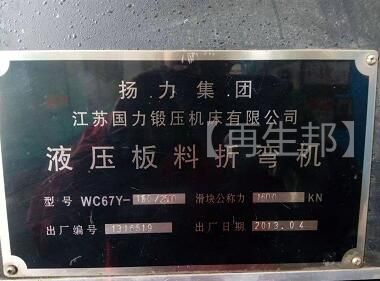 扬力集团
江苏国力锻压机床有限公司
液压板料折弯机
【再生邦】
型号 WC67Y- 滑块公称力 1600 KN
出厂编号 1316519 出厂日期 2013.04